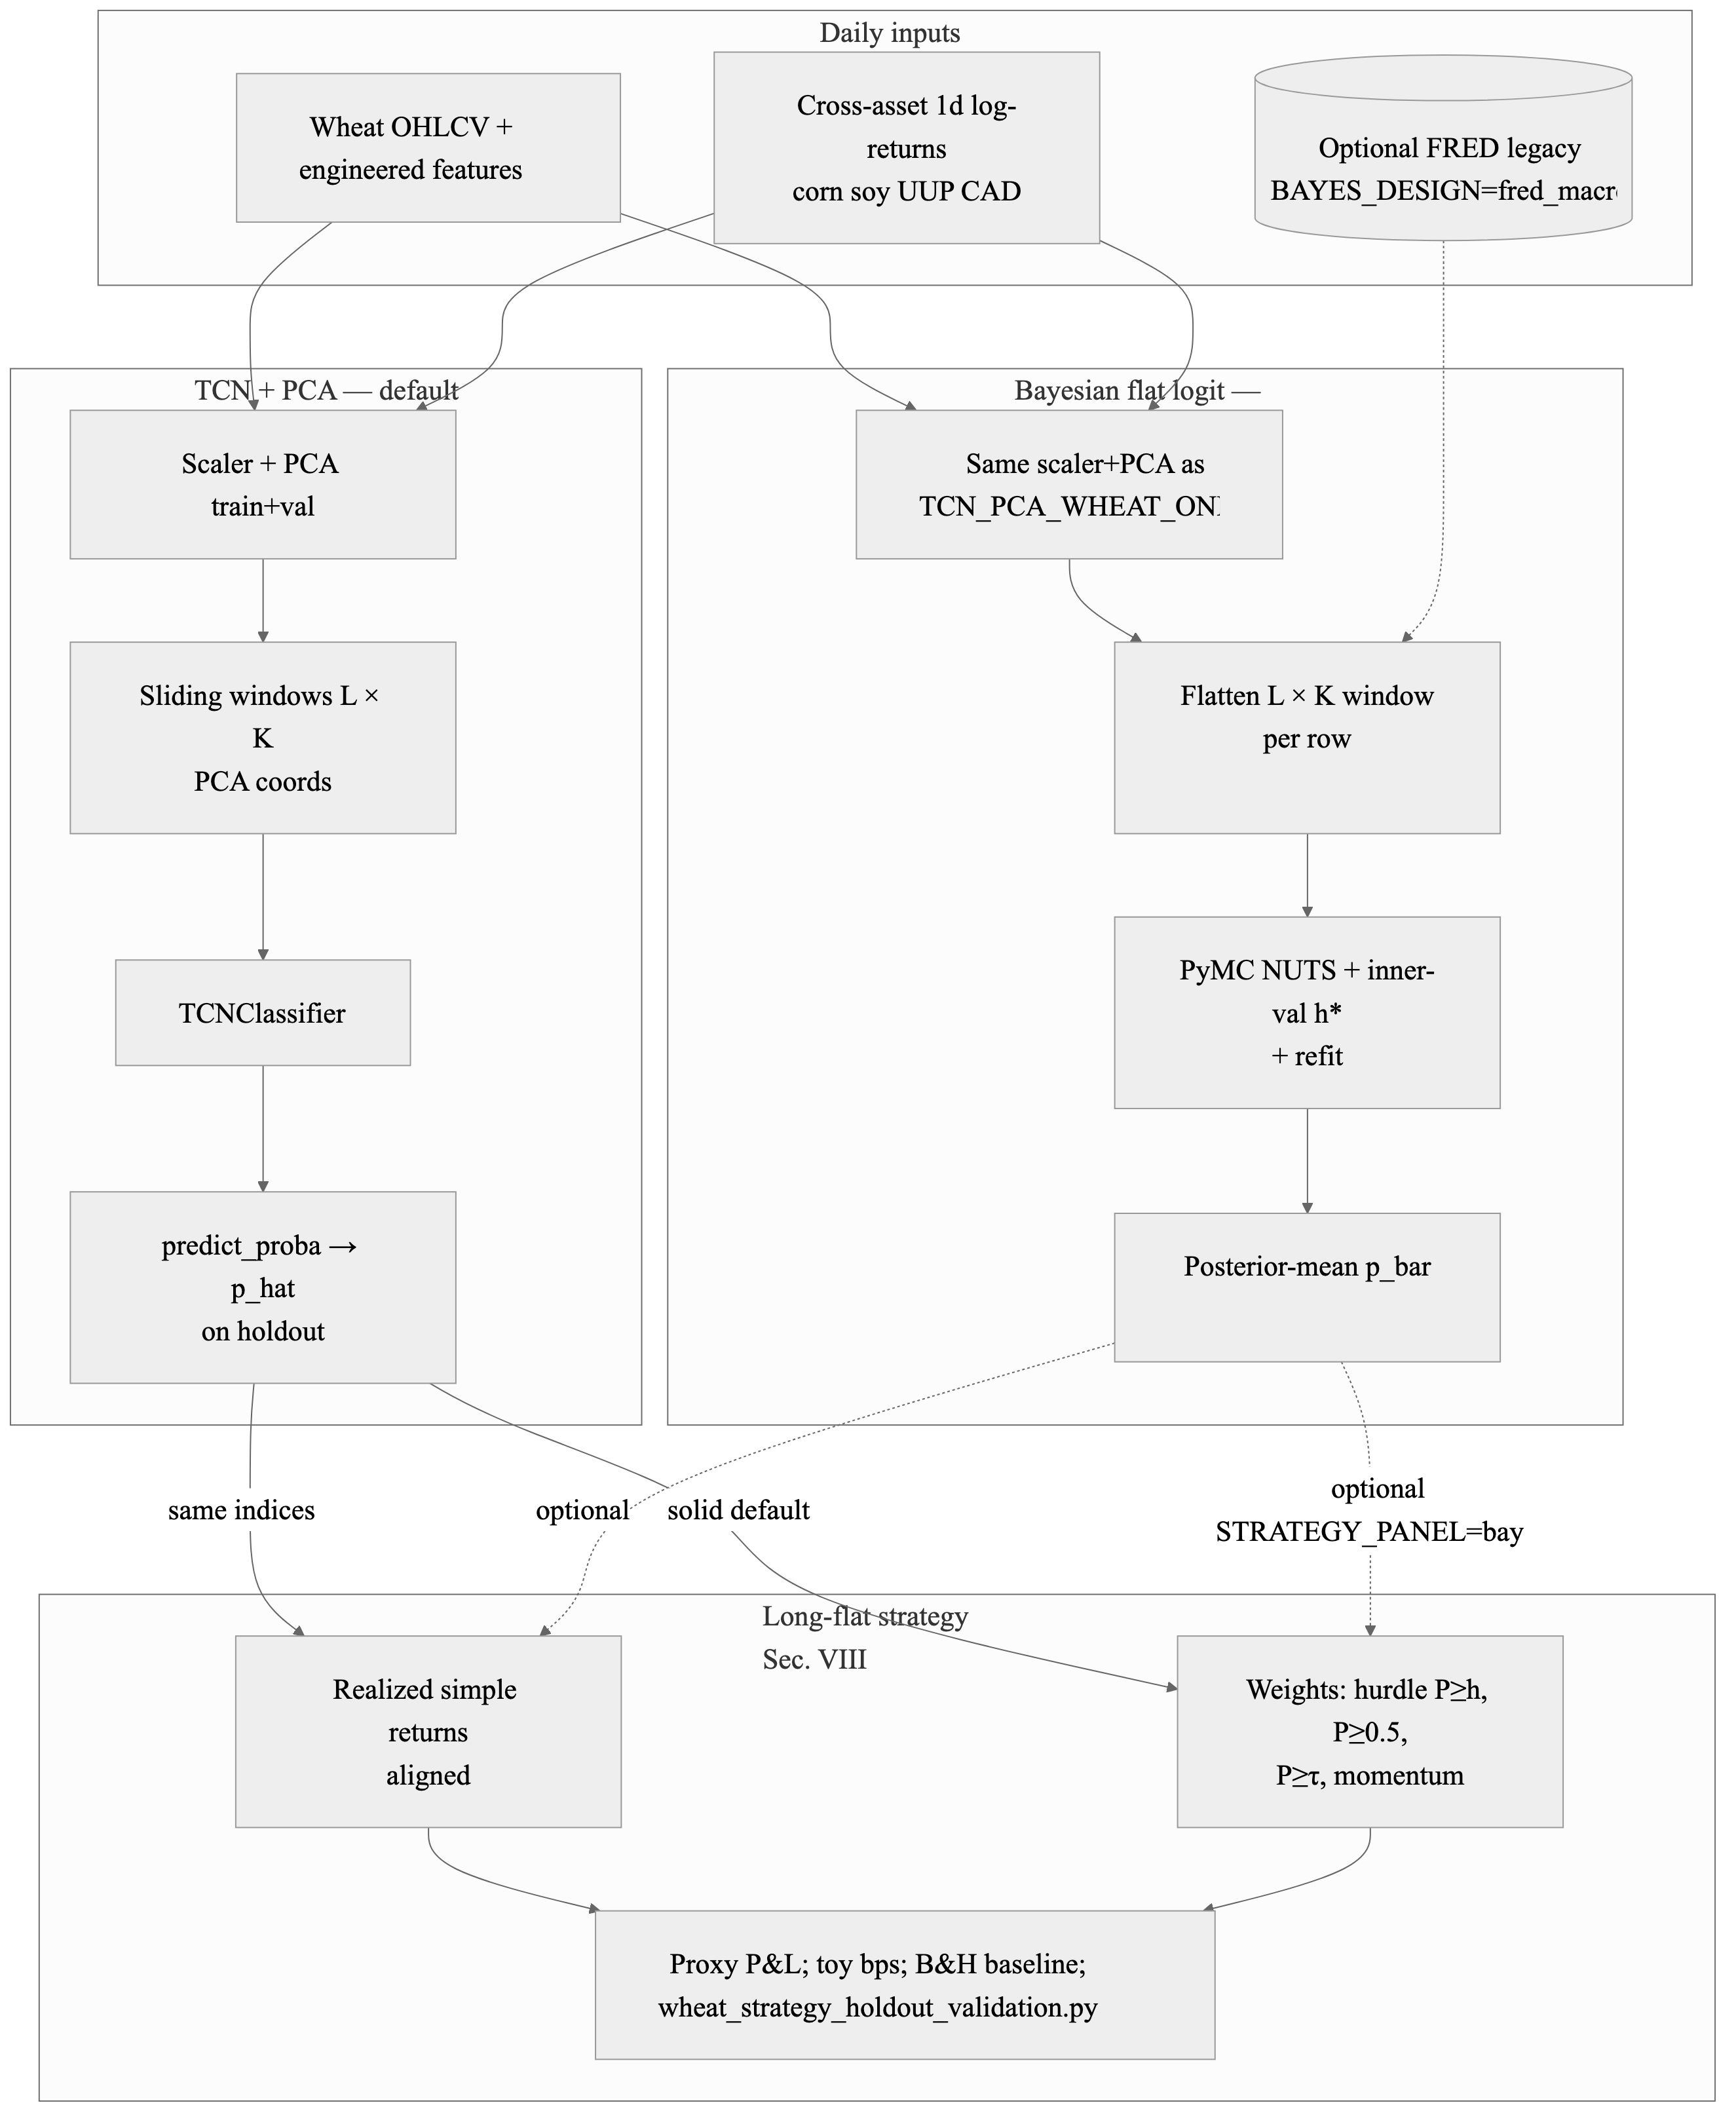 Daily inputs
Wheat OHLCV +
engineered features
Cross-asset 1d log-
returns
corn soy UUP CAD
Optional FRED legacy
BAYES_DESIGN=fred_macr
TCN + PCA — default
Scaler + PCA
train+val
Sliding windows L ×
K
PCA coords
TCNClassifier
predict_proba →
p_hat
on holdout
Bayesian flat logit —
Same scaler+PCA as
TCN_PCA_WHEAT_ON
Flatten L × K window
per row
PyMC NUTS + inner-
val h*
+ refit
Posterior-mean p_bar
same indices
optional
solid default
optional
STRATEGY_PANEL=bay
Long-flat strategy
Sec. VIII
Realized simple
returns
aligned
Weights: hurdle P≥h,
P≥0.5,
P≥τ, momentum
Proxy P&L; toy bps; B&H baseline;
wheat_strategy_holdout_validation.py